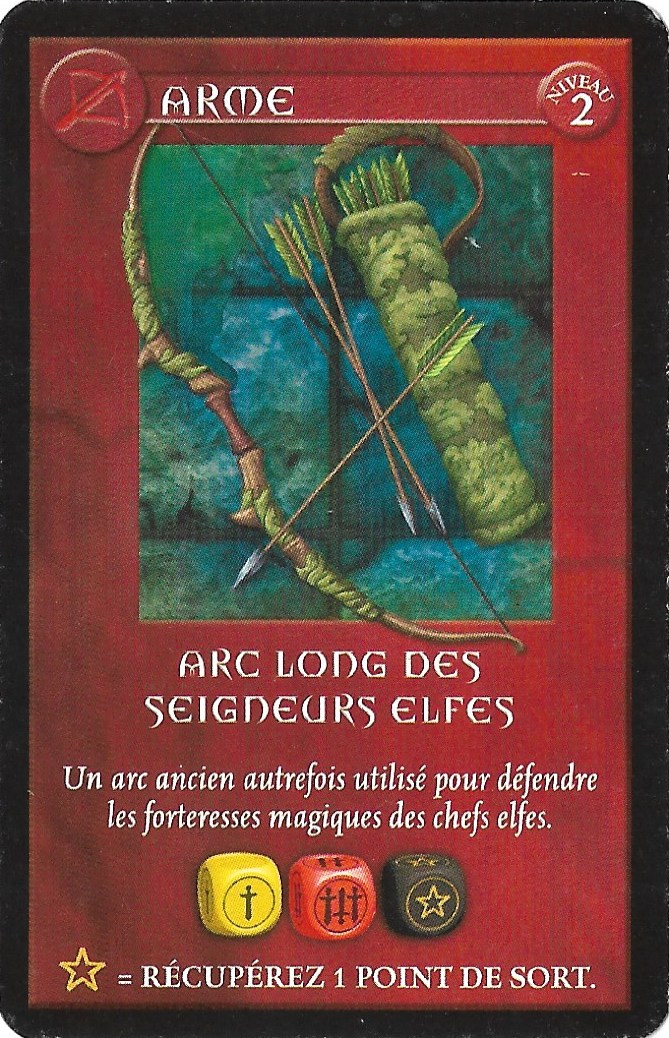 ARME
NIVEAU
2
ARC LONG DES
SEIGNEURS ELFES
Un arc ancien autrefois utilisé pour défendre
les forteresses magiques des chefs elfes.
= RÉCUPÉREZ 1 POINT DE SORT.